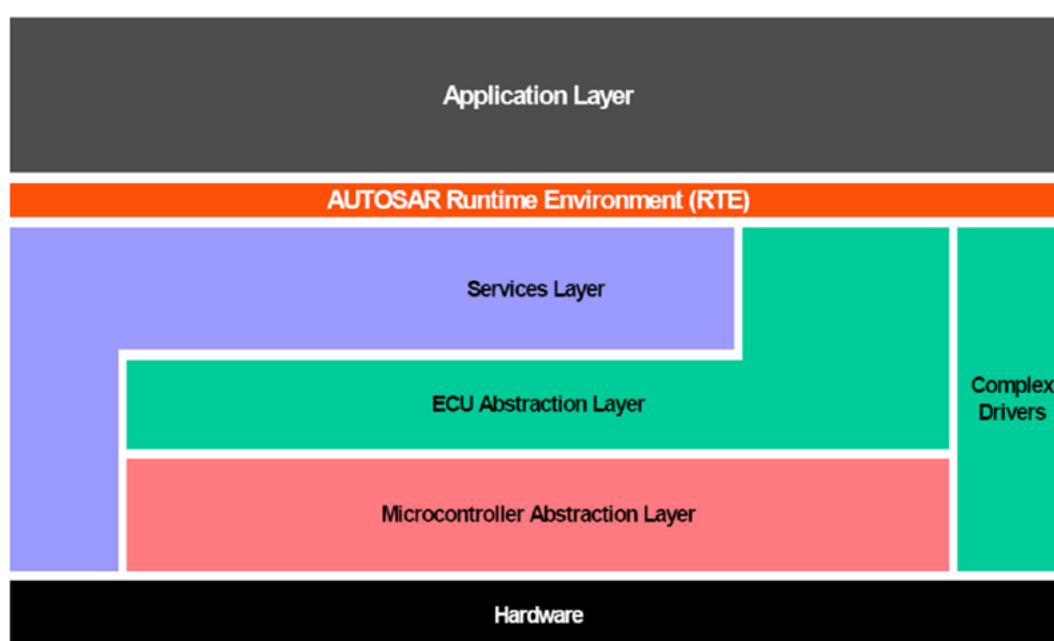 Application Layer
AUTOSAR Runtime Environment (RTE)
Services Layer
ECU Abstraction Layer
Complex
Drivers
Microcontroller Abstraction Layer
Hardware